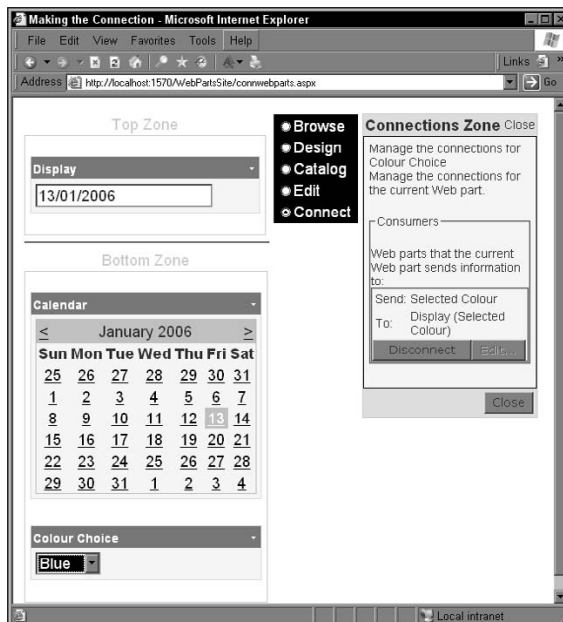 Making the Connection - Microsoft Internet Explorer
File Edit View Favorites Tools Help
Links »
Address http://localhost:1570/WebPartsSite/connwebparts.aspx Go
Top Zone
Display
13/01/2006
Bottom Zone
Calendar
< January 2006 >
Sun Mon Tue Wed Thu Fri Sat
25 26 27 28 29 30 31
1 2 3 4 5 6 7
8 9 10 11 12 13 14
15 16 17 18 19 20 21
22 23 24 25 26 27 28
29 30 31 1 2 3 4
Colour Choice
Blue
Browse
Design
Catalog
Edit
Connect
Connections Zone Close
Manage the connections for
Colour Choice
Manage the connections for
the current Web part.
Consumers
Web parts that the current
Web part sends information
to:
Send: Selected Colour
To: Display (Selected
Colour)
Disconnect Edit...
Close
Local intranet